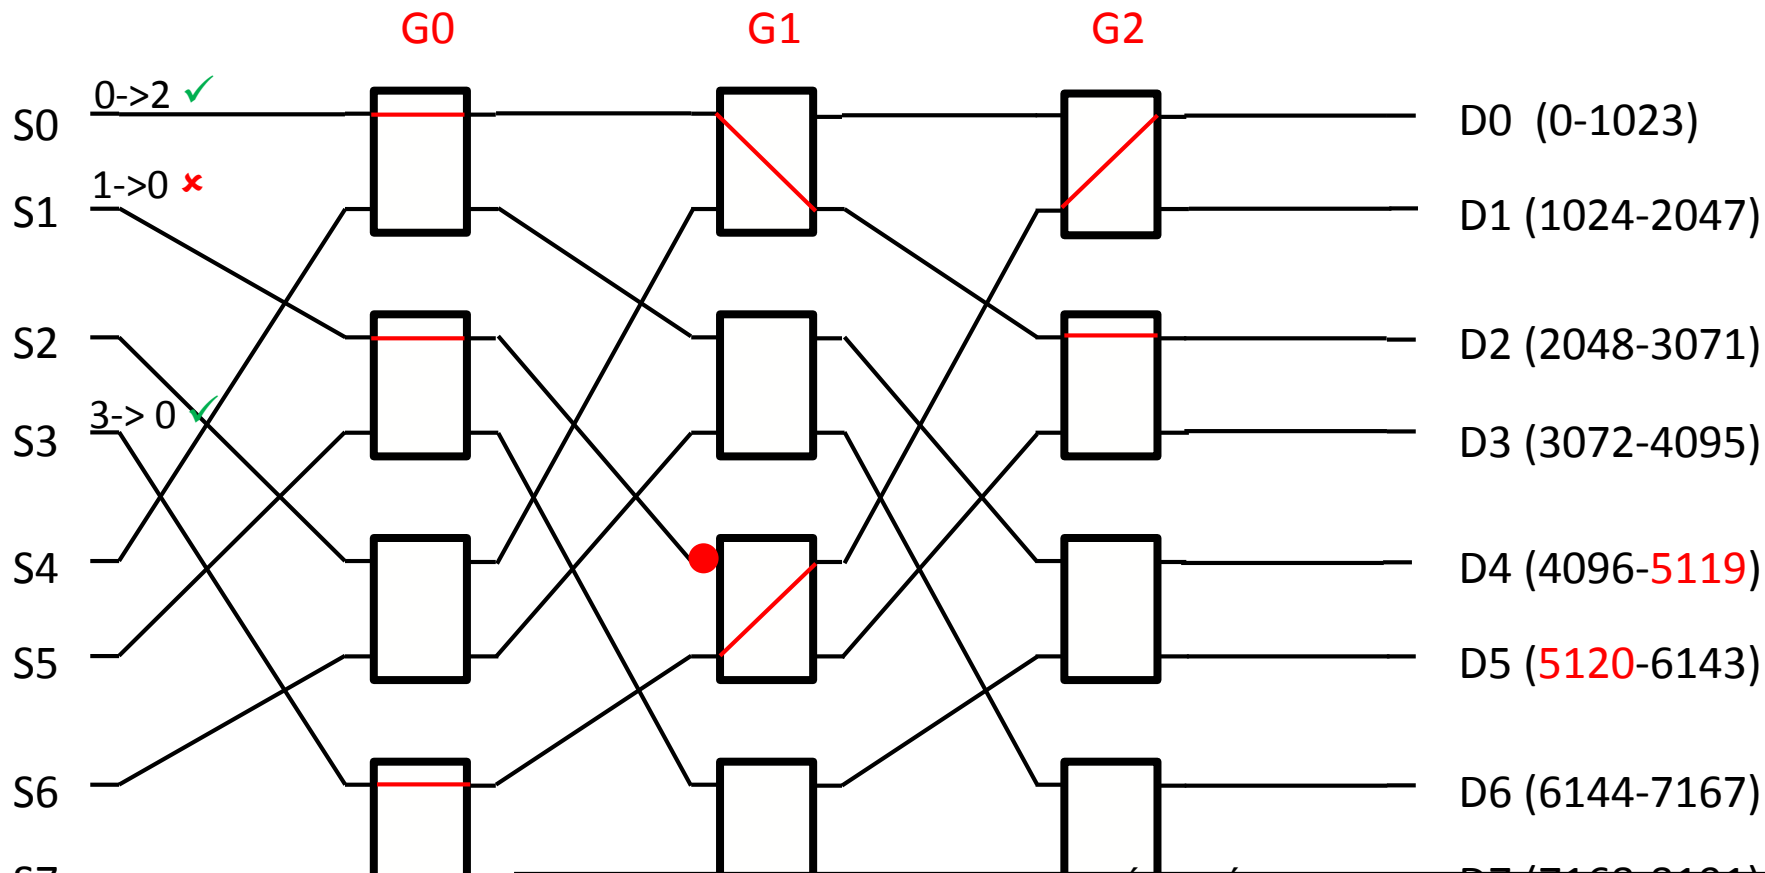 G0 G1 G2
0->2 ✓
S0 D0 (0-1023)
1->0 ✘
S1 D1 (1024-2047)
S2 D2 (2048-3071)
3-> 0 ✓
S3 D3 (3072-4095)
S4 D4 (4096-5119)
S5 D5 (5120-6143)
S6 D6 (6144-7167)